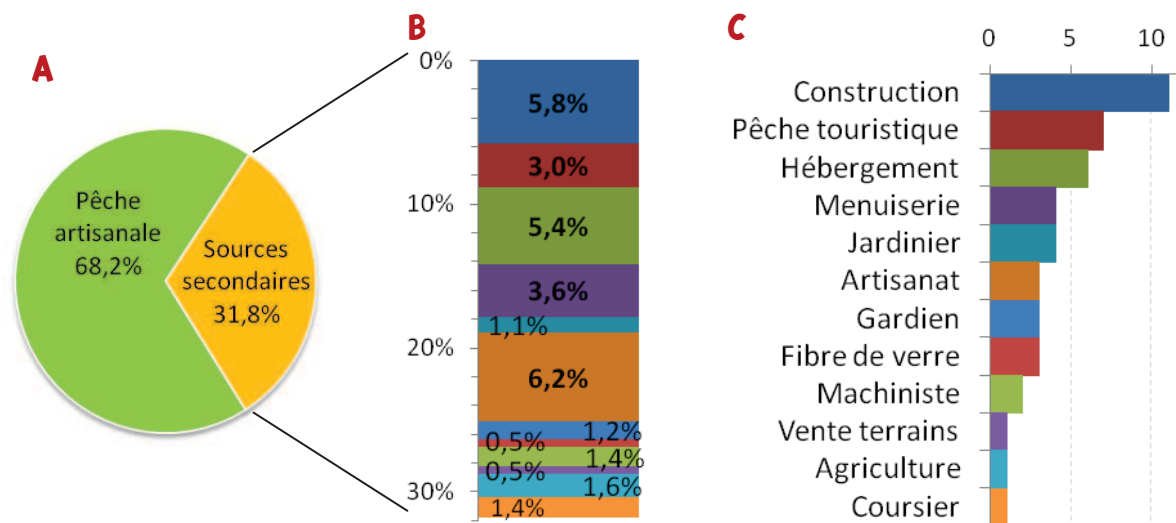 A
Pêche
artisanale
68,2%
Sources
secondaires
31,8%
B
0%
10%
20%
30%
5,8%
3,0%
5,4%
3,6%
1,1%
6,2%
1,2%
0,5%
1,4%
0,5%
1,6%
1,4%
C
0 5 10
Construction
Pêche touristique
Hébergement
Menuiserie
Jardinier
Artisanat
Gardien
Fibre de verre
Machiniste
Vente terrains
Agriculture
Coursier